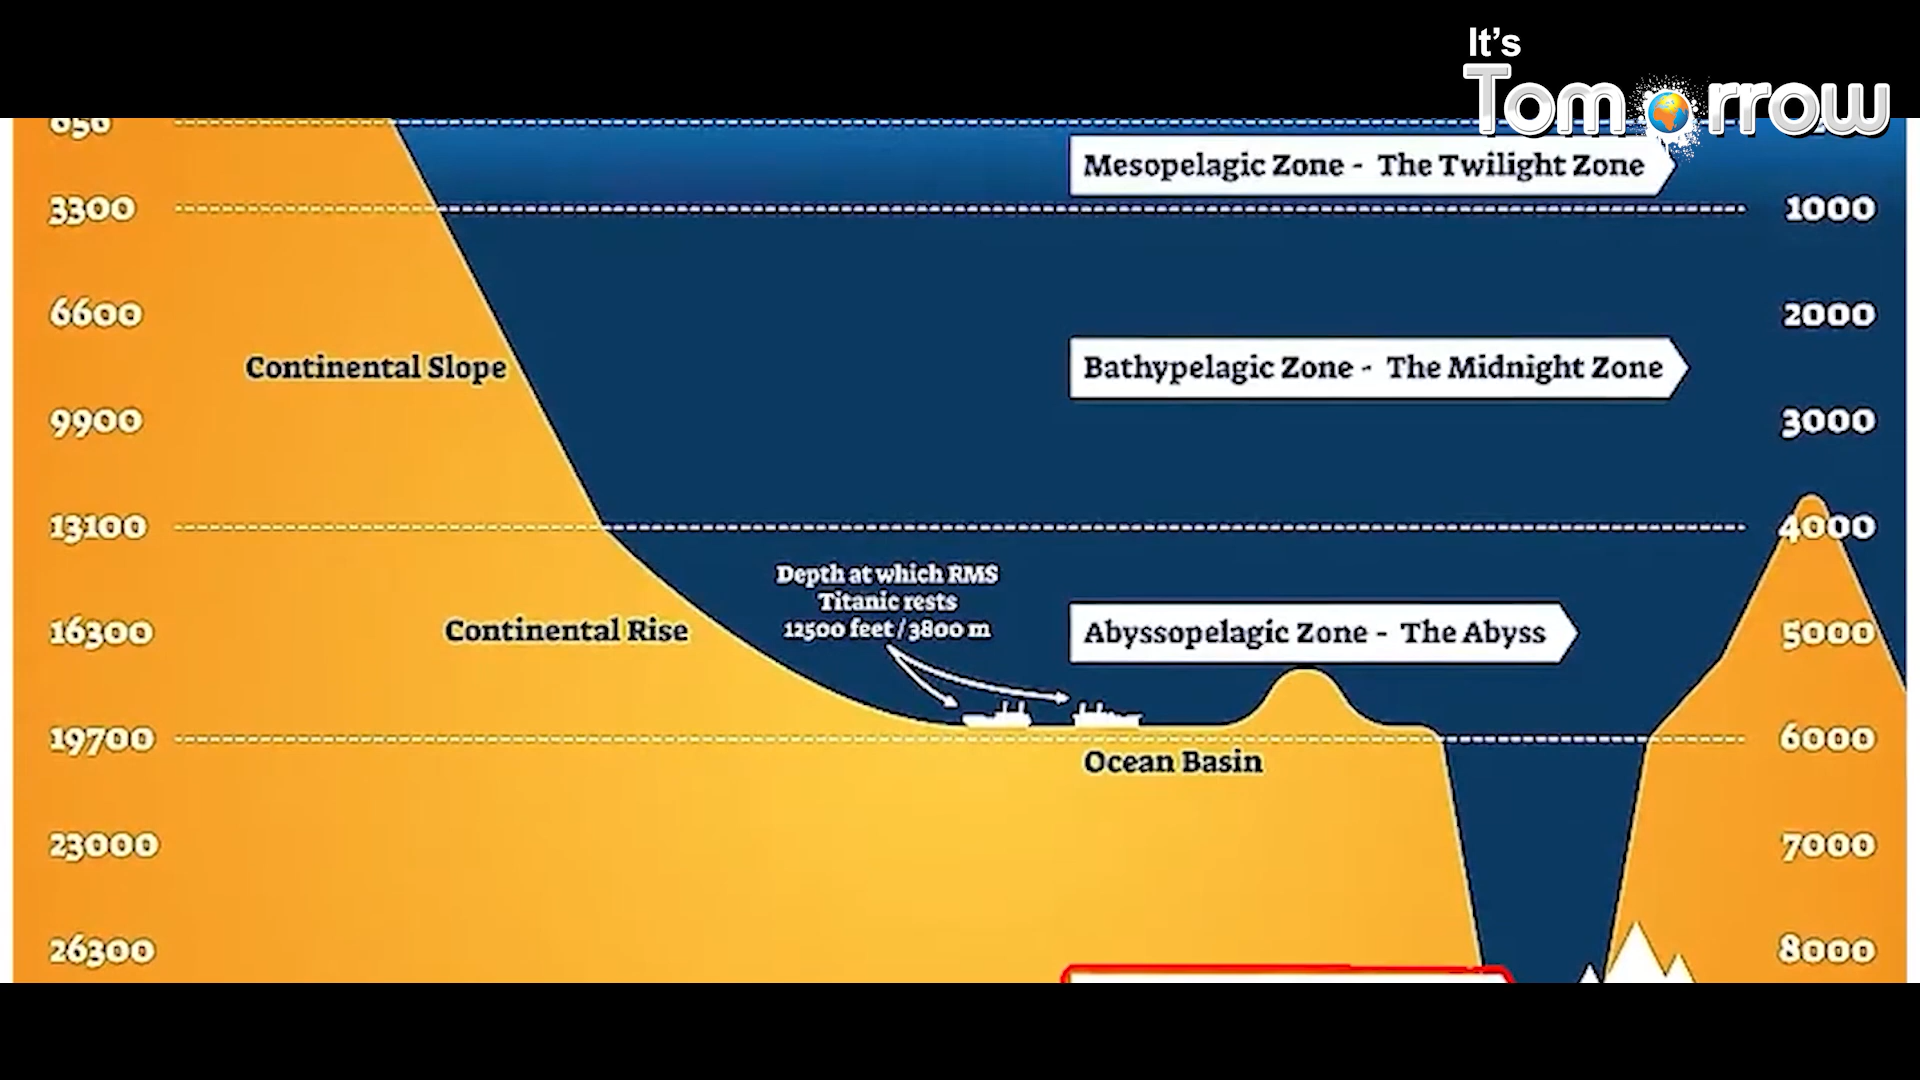 It's
Tomorrow
Mesopelagic Zone - The Twilight Zone
3300
1000
6600
2000
Continental Slope
Bathypelagic Zone - The Midnight Zone
9900
3000
13100
4000
Depth at which RMS
Titanic rests
12500 feet / 3800 m
16300
Continental Rise
Abyssopelagic Zone - The Abyss
5000
19700
6000
Ocean Basin
23000
7000
26300
8000